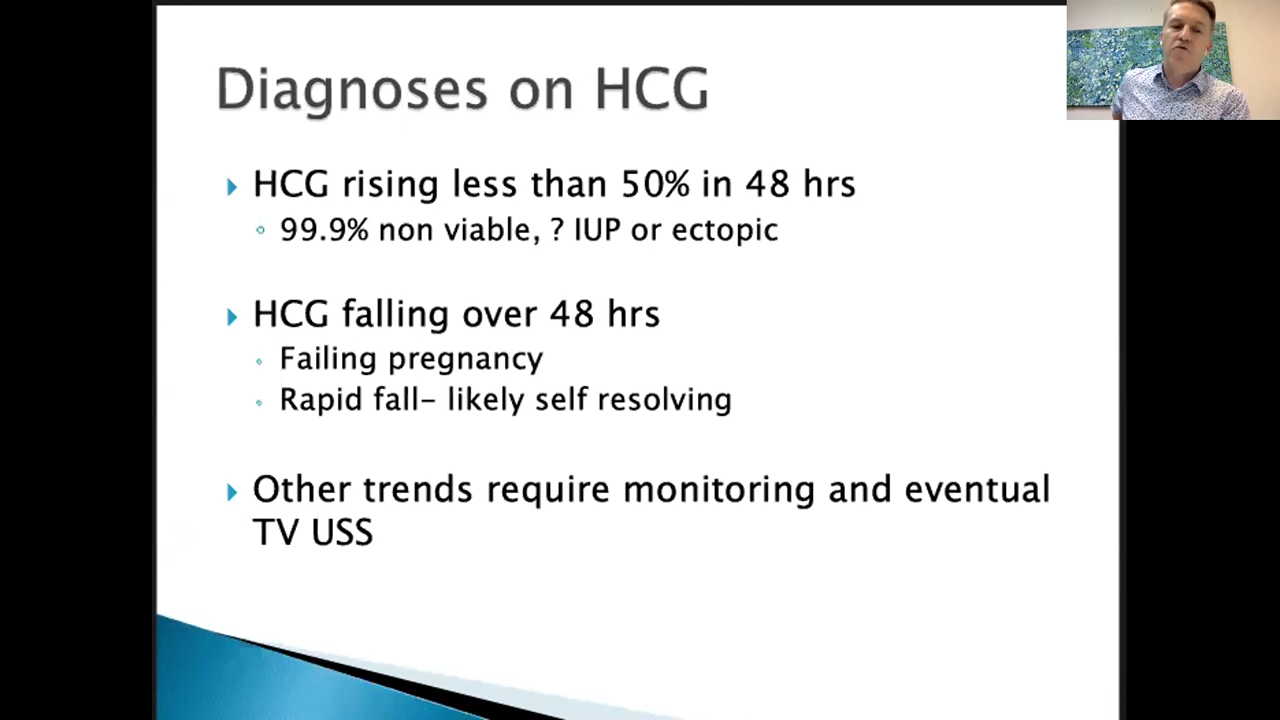 Diagnoses on HCG
HCG rising less than 50% in 48 hrs
99.9% non viable, ? IUP or ectopic
HCG falling over 48 hrs
Failing pregnancy
Rapid fall– likely self resolving
Other trends require monitoring and eventual
TV USS